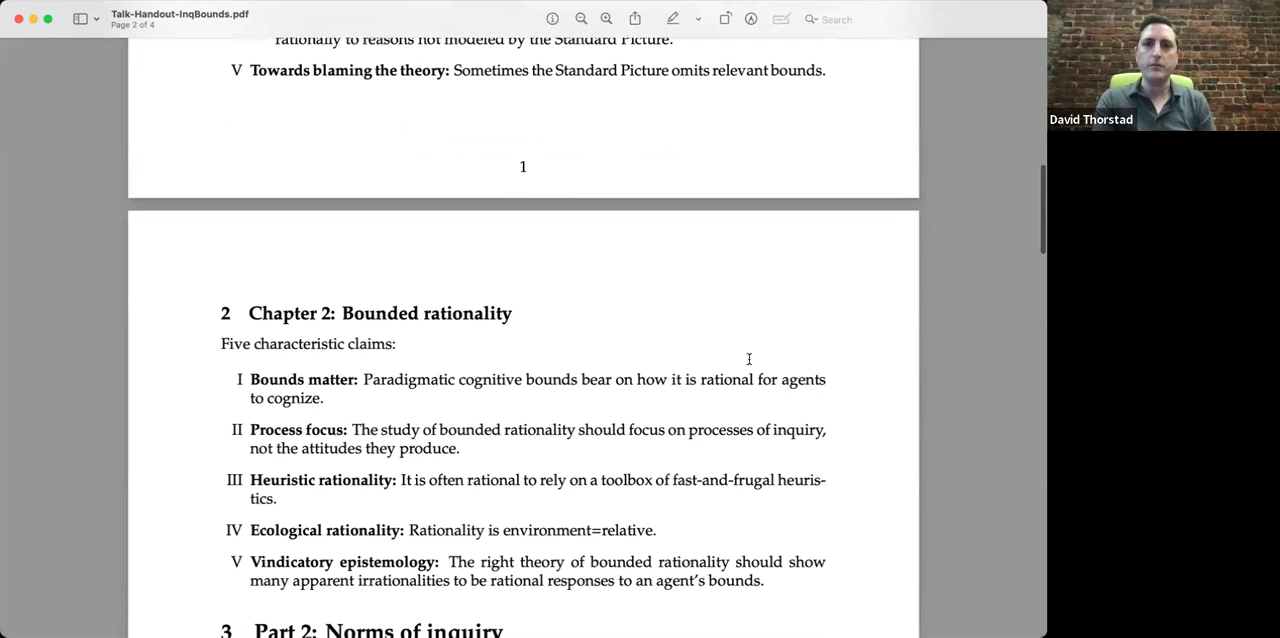 Talk-Handout-InqBounds.pdf
Page 2 of 4
Search
rationally to reasons not modeled by the Standard Picture.
V Towards blaming the theory: Sometimes the Standard Picture omits relevant bounds.
1
2 Chapter 2: Bounded rationality
Five characteristic claims:
I Bounds matter: Paradigmatic cognitive bounds bear on how it is rational for agents
to cognize.
II Process focus: The study of bounded rationality should focus on processes of inquiry,
not the attitudes they produce.
III Heuristic rationality: It is often rational to rely on a toolbox of fast-and-frugal heuris-
tics.
IV Ecological rationality: Rationality is environment=relative.
V Vindicatory epistemology: The right theory of bounded rationality should show
many apparent irrationalities to be rational responses to an agent's bounds.
3 Part 2: Norms of inquiry
David Thorstad